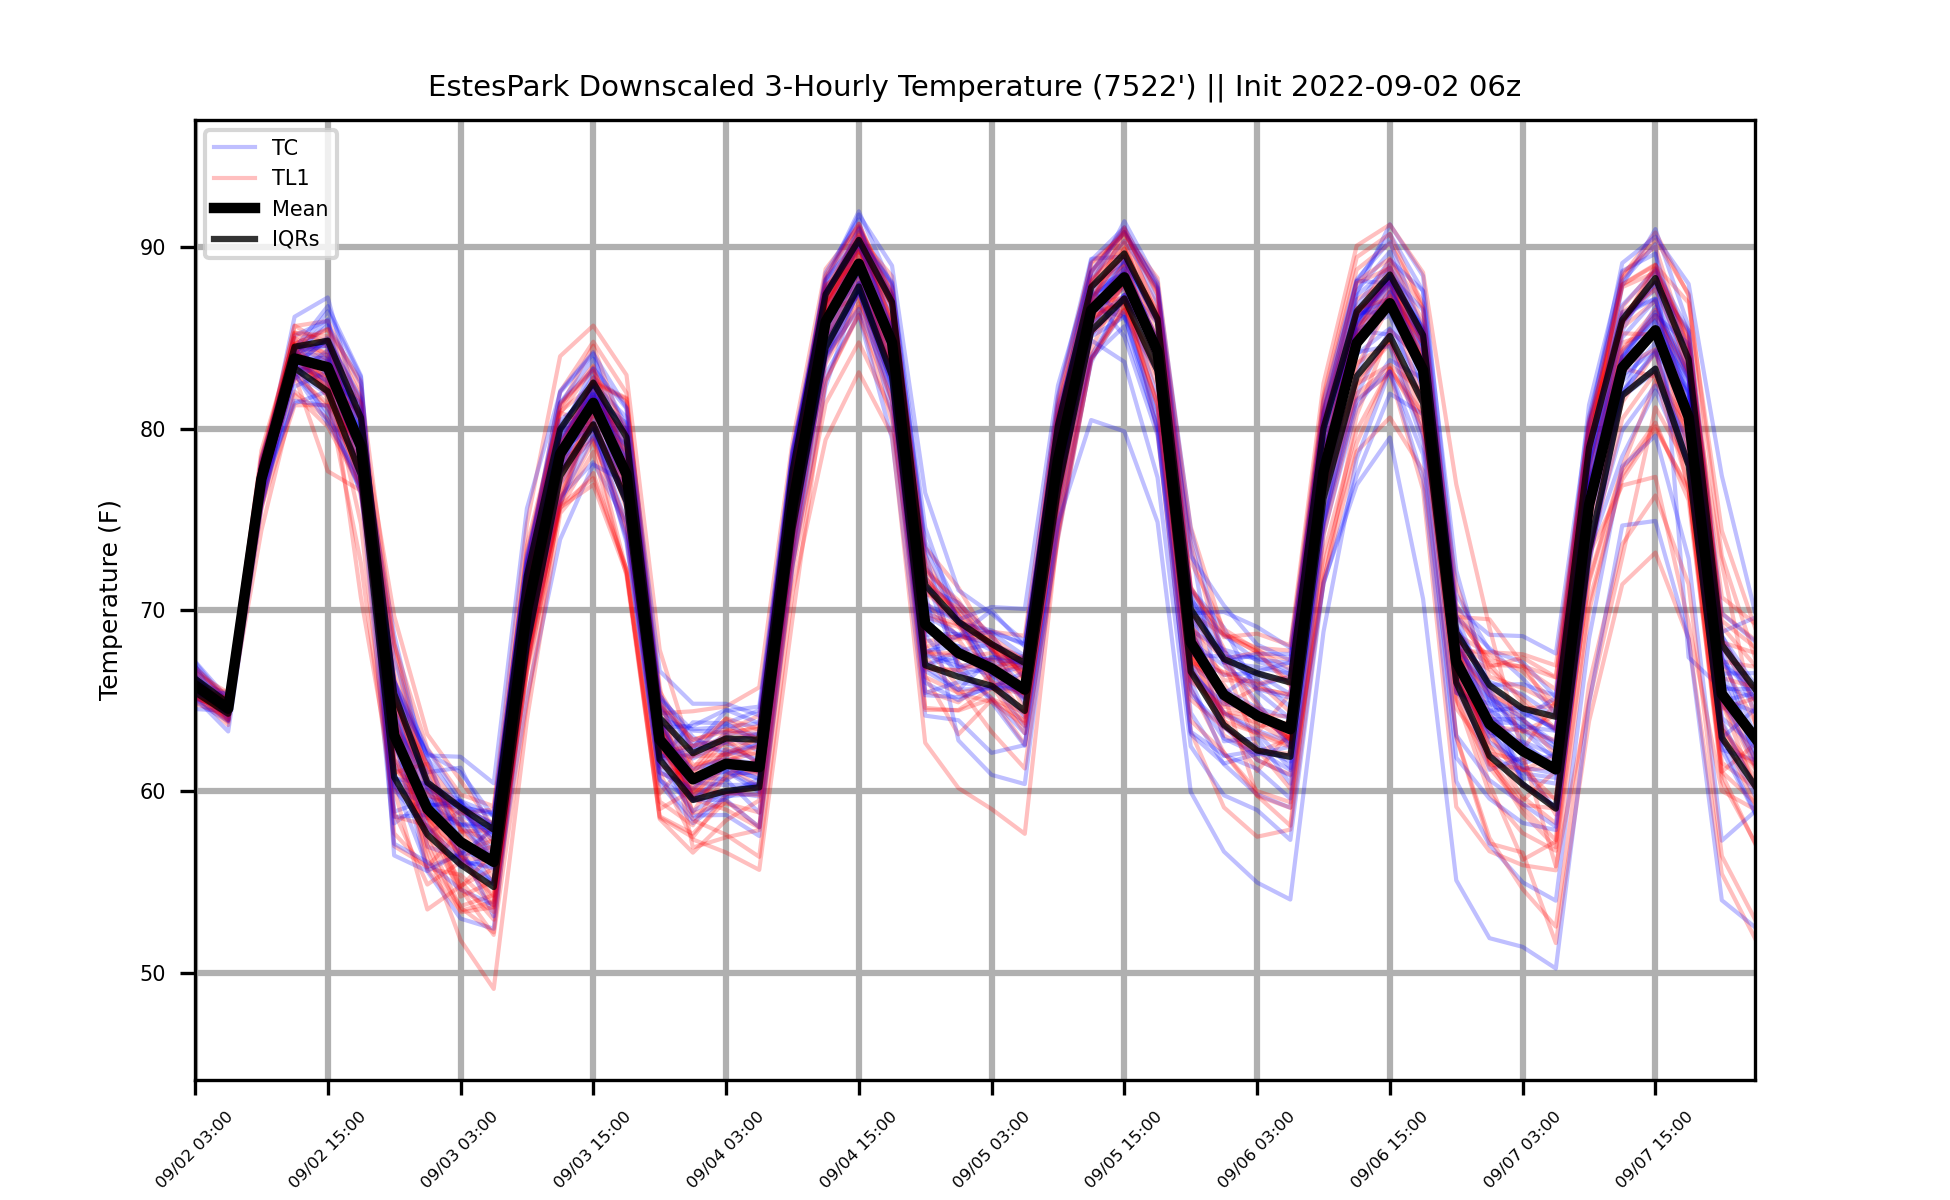 EstesPark Downscaled 3-Hourly Temperature (7522') || Init 2022-09-02 06z
TC
TL1
Mean
IQRs
Temperature (F)
90
80
70
60
50
09/02 03:00
09/02 15:00
09/03 03:00
09/03 15:00
09/04 03:00
09/04 15:00
09/05 03:00
09/05 15:00
09/06 03:00
09/06 15:00
09/07 03:00
09/07 15:00